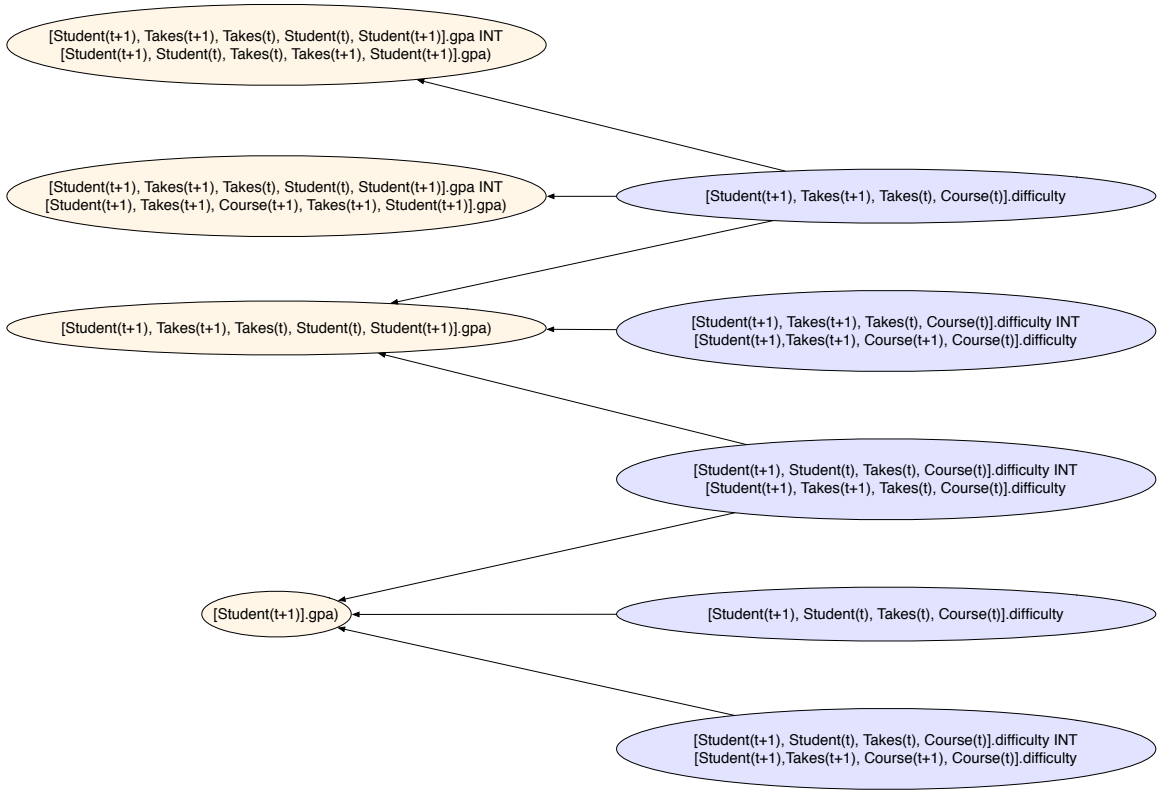 [Student(t+1), Takes(t+1), Takes(t), Student(t), Student(t+1)].gpa INT
[Student(t+1), Student(t), Takes(t), Takes(t+1), Student(t+1)].gpa)
[Student(t+1), Takes(t+1), Takes(t), Student(t), Student(t+1)].gpa INT
[Student(t+1), Takes(t+1), Course(t+1), Takes(t+1), Student(t+1)].gpa)
[Student(t+1), Takes(t+1), Takes(t), Course(t)].difficulty
[Student(t+1), Takes(t+1), Takes(t), Student(t), Student(t+1)].gpa)
[Student(t+1), Takes(t+1), Takes(t), Course(t)].difficulty INT
[Student(t+1),Takes(t+1), Course(t+1), Course(t)].difficulty
[Student(t+1), Student(t), Takes(t), Course(t)].difficulty INT
[Student(t+1), Takes(t+1), Takes(t), Course(t)].difficulty
[Student(t+1)].gpa)
[Student(t+1), Student(t), Takes(t), Course(t)].difficulty
[Student(t+1), Student(t), Takes(t), Course(t)].difficulty INT
[Student(t+1),Takes(t+1), Course(t+1), Course(t)].difficulty